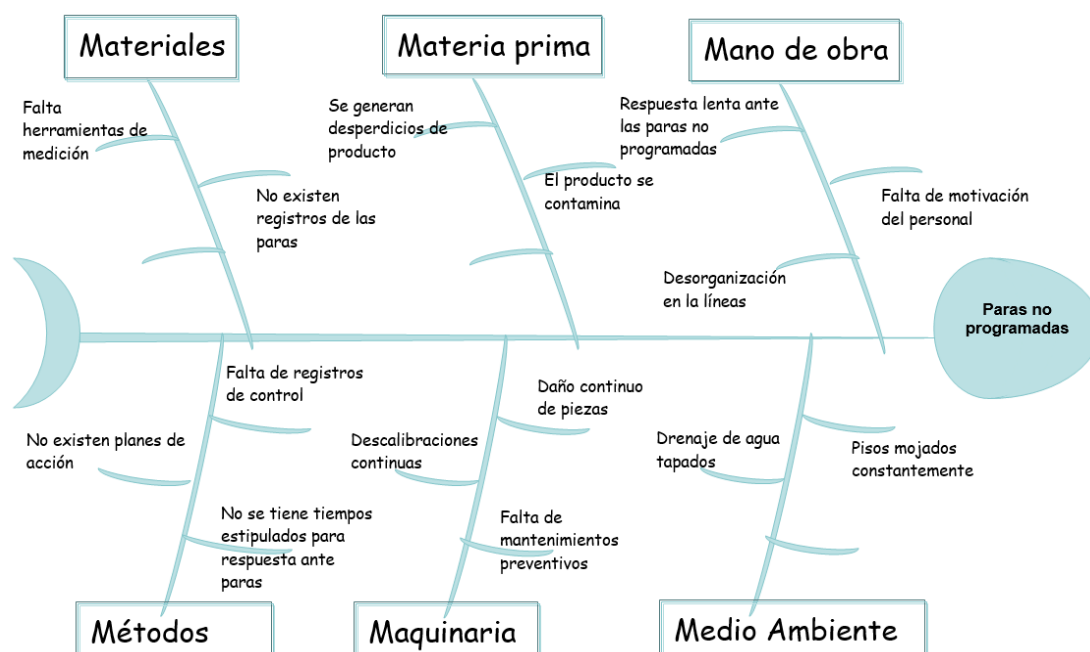 Materiales
Materia prima
Mano de obra
Falta
herramientas de
medición
No existen
registros de las
paras
Se generan
desperdicios de
producto
El producto se
contamina
Respuesta lenta ante
las paras no
programadas
Falta de motivación
del personal
Desorganización
en la líneas
Paras no
programadas
Falta de registros
de control
No existen planes de
acción
No se tiene tiempos
estipulados para
respuesta ante
paras
Daño continuo
de piezas
Descalibraciones
continuas
Falta de
mantenimientos
preventivos
Drenaje de agua
tapados
Pisos mojados
constantemente
Métodos
Maquinaria
Medio Ambiente